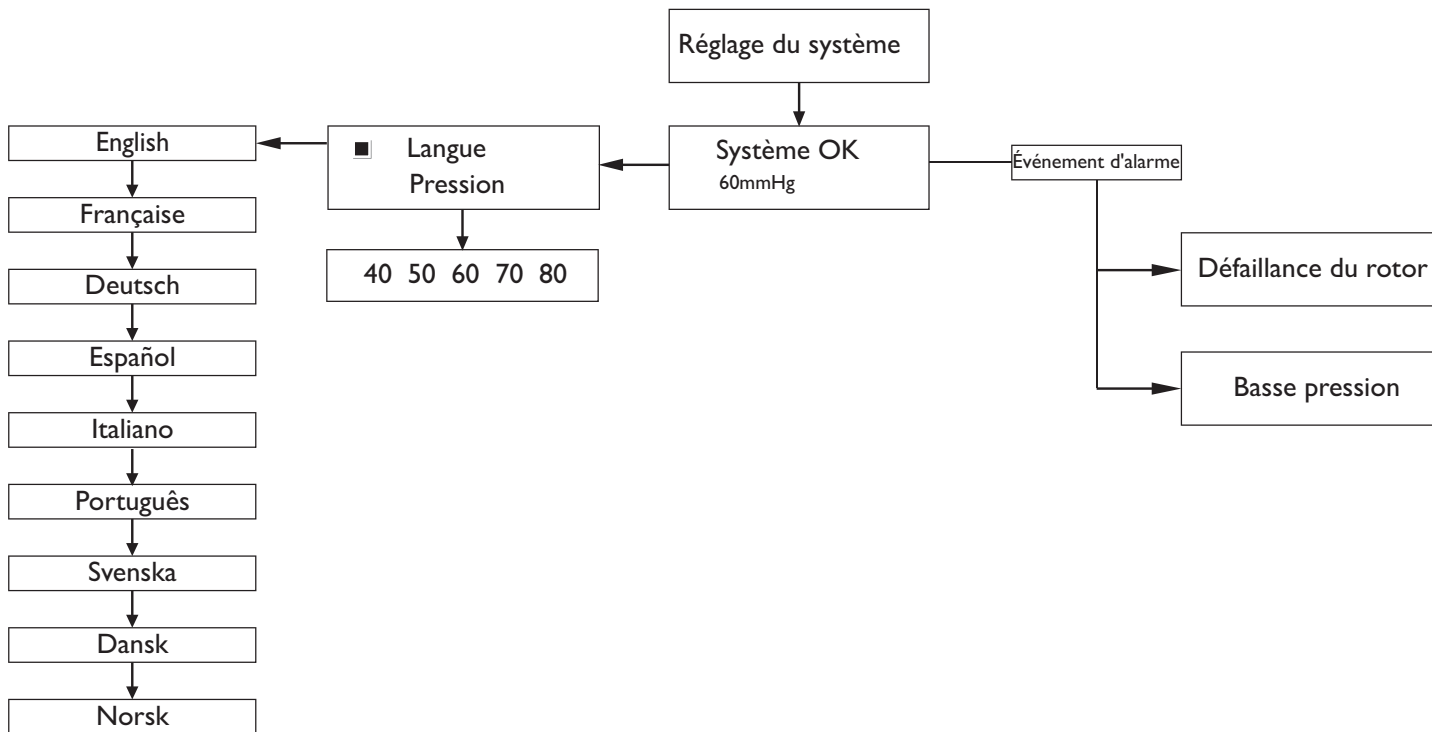 Réglage du système
Système OK
60mmHg
Événement d'alarme
Défaillance du rotor
Basse pression
Langue
Pression
40 50 60 70 80
English
Française
Deutsch
Español
Italiano
Português
Svenska
Dansk
Norsk